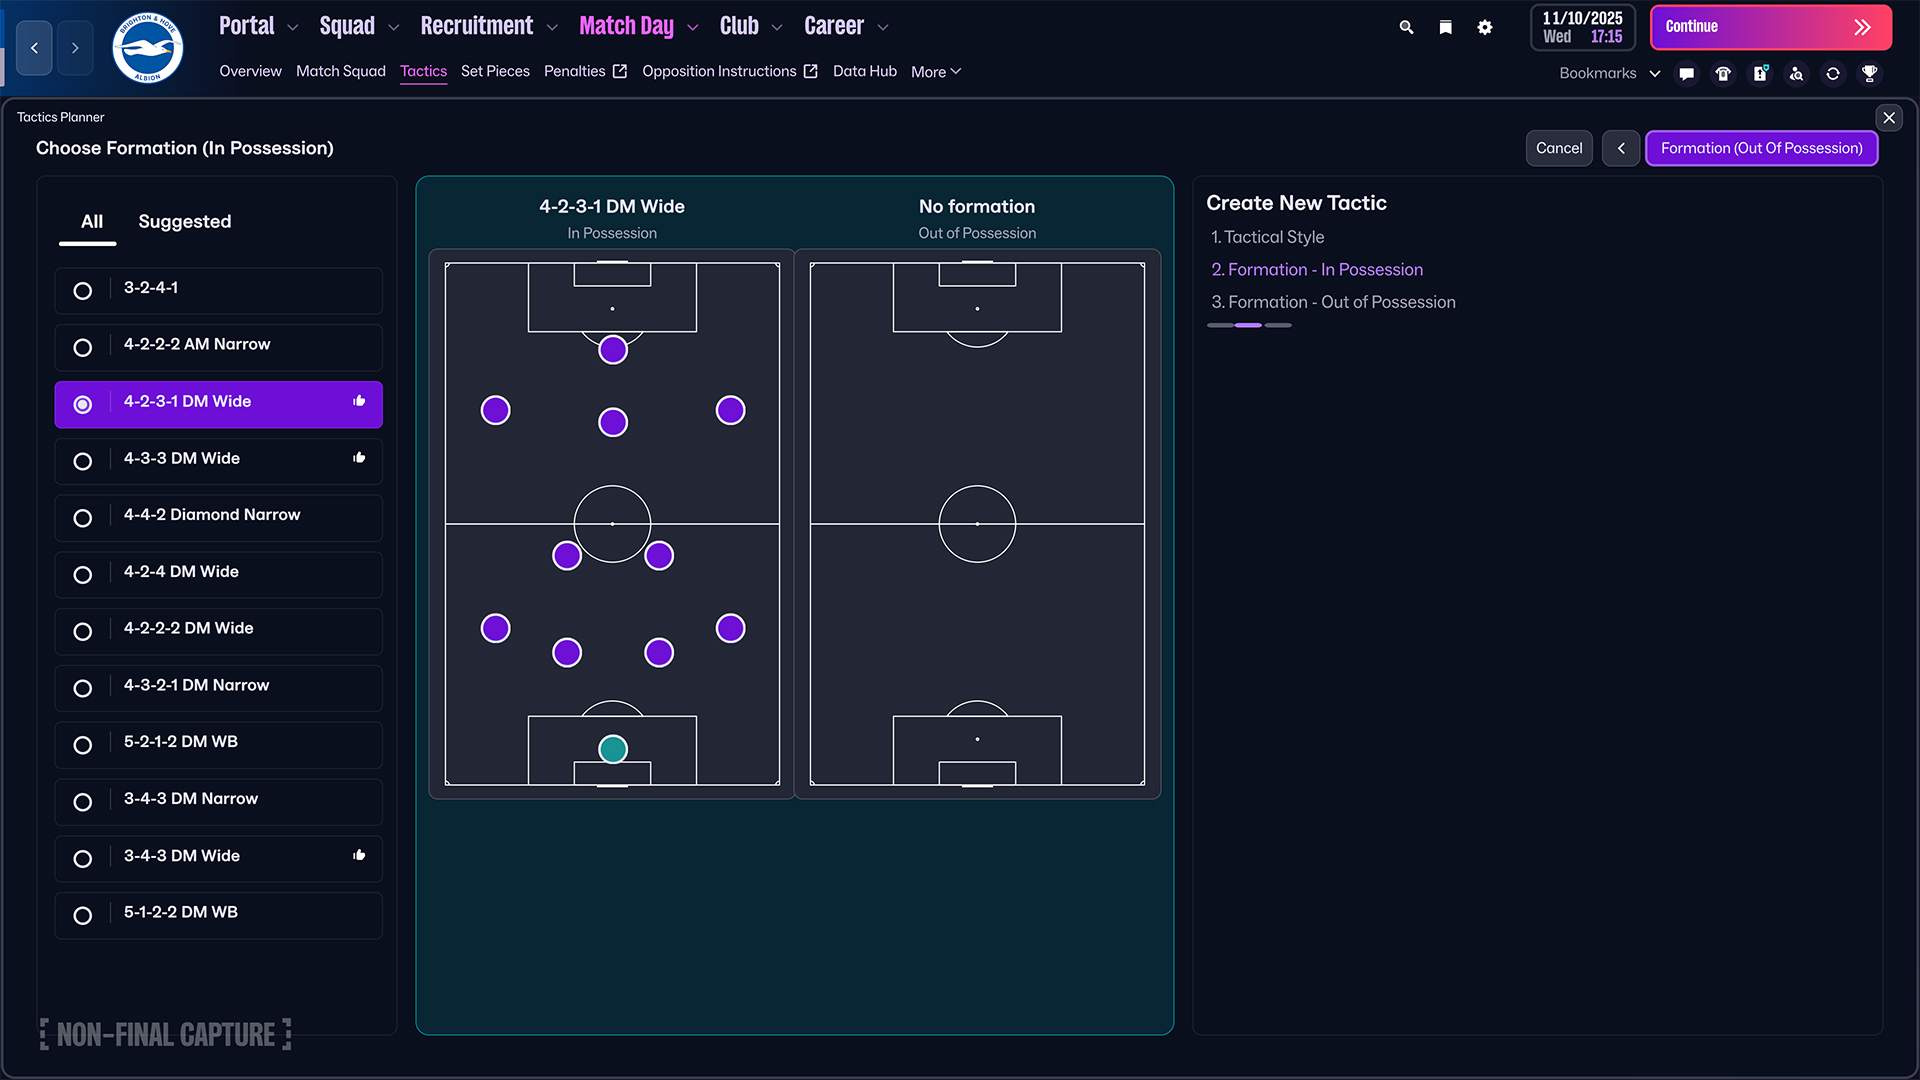 Portal Squad Recruitment Match Day Club Career
11/10/2025
Wed 17:15
Continue
BRIGHTON & HOVE
ALBION
Overview Match Squad Tactics Set Pieces Penalties Opposition Instructions Data Hub More
Bookmarks
Tactics Planner
Choose Formation (In Possession)
Cancel
Formation (Out Of Possession)
All Suggested
3-2-4-1
4-2-2-2 AM Narrow
4-2-3-1 DM Wide
4-3-3 DM Wide
4-4-2 Diamond Narrow
4-2-4 DM Wide
4-2-2-2 DM Wide
4-3-2-1 DM Narrow
5-2-1-2 DM WB
3-4-3 DM Narrow
3-4-3 DM Wide
5-1-2-2 DM WB
4-2-3-1 DM Wide
In Possession
No formation
Out of Possession
Create New Tactic
1. Tactical Style
2. Formation - In Possession
3. Formation - Out of Possession
NON-FINAL CAPTURE